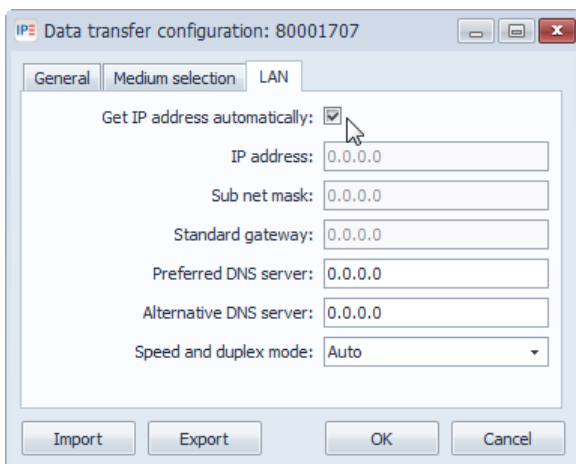 IPE Data transfer configuration: 80001707
General Medium selection LAN
Get IP address automatically:
IP address: 0.0.0.0
Sub net mask: 0.0.0.0
Standard gateway: 0.0.0.0
Preferred DNS server: 0.0.0.0
Alternative DNS server: 0.0.0.0
Speed and duplex mode: Auto
Import Export OK Cancel